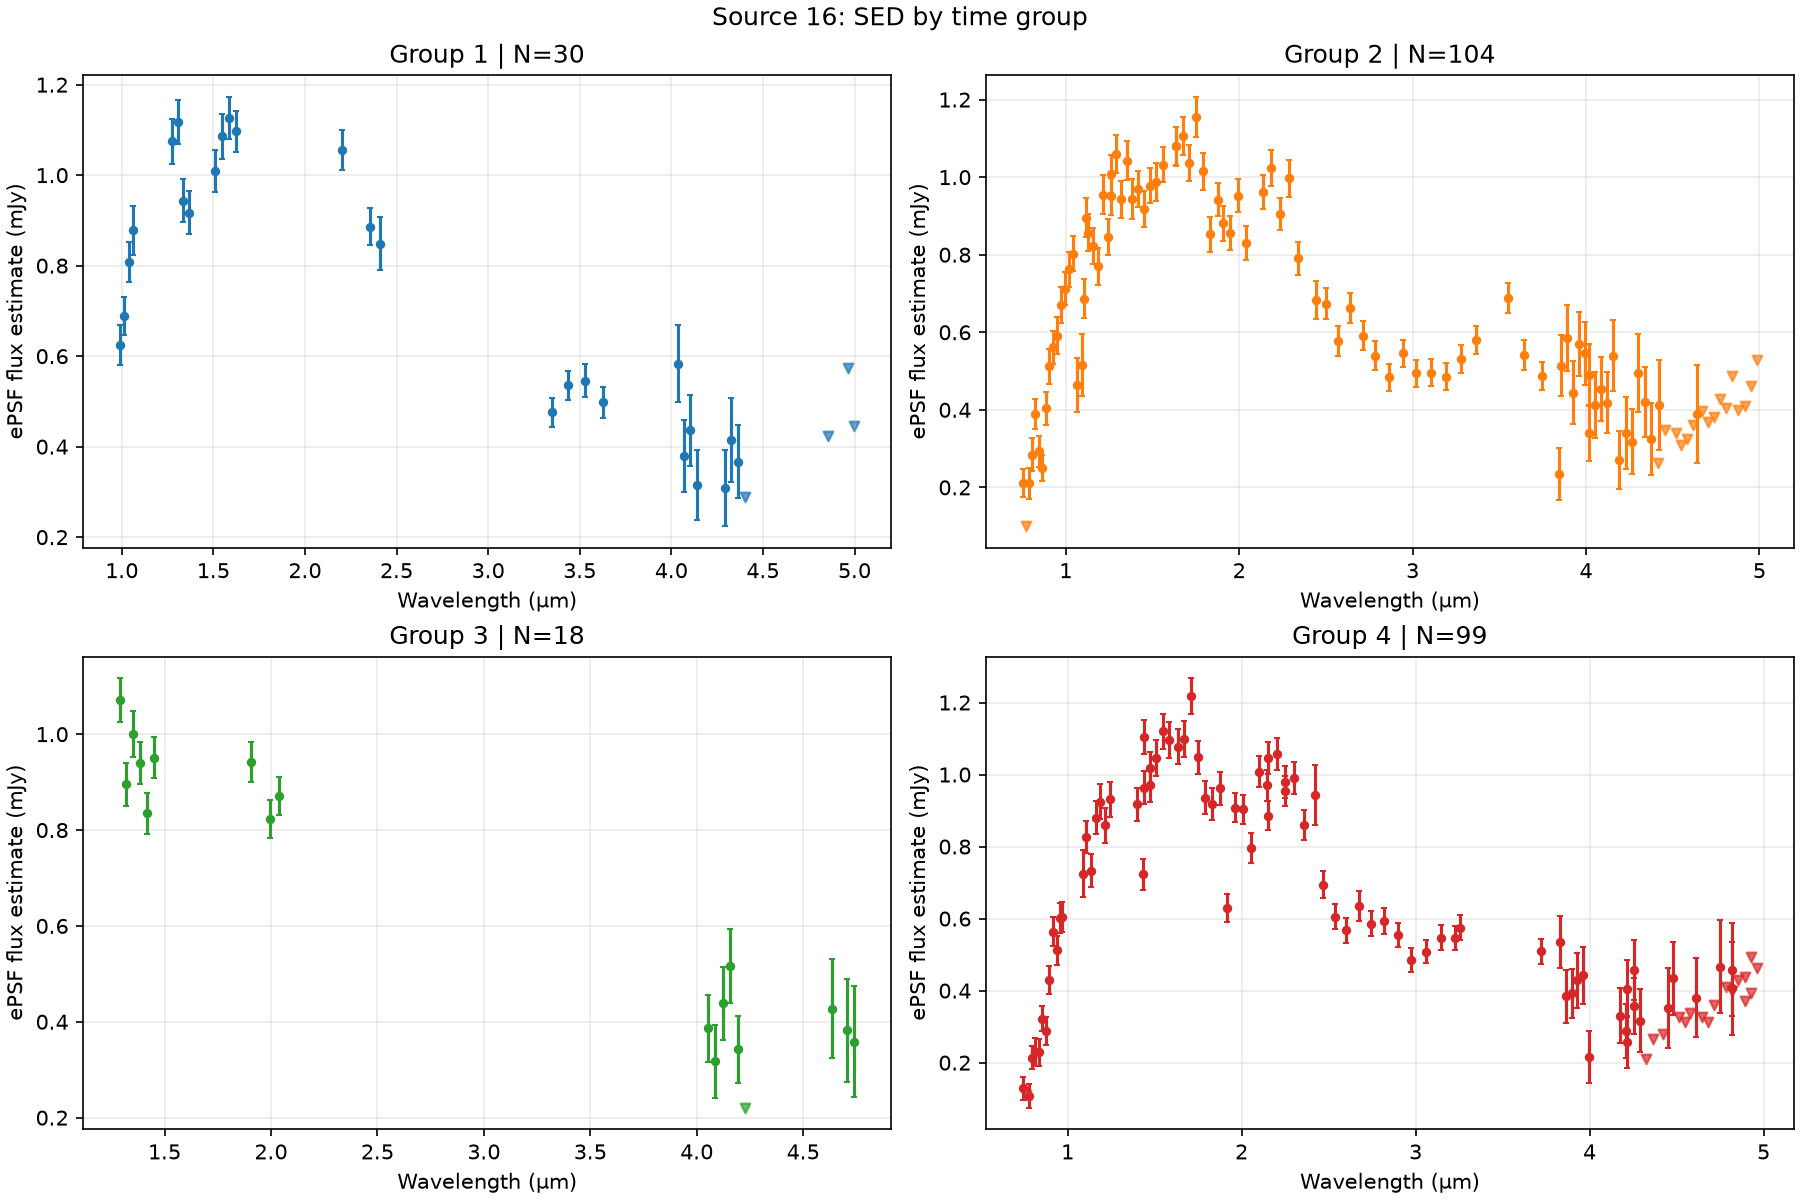 Source 16: SED by time group
Group 1 | N=30
1.2
1.0
0.8
0.6
0.4
0.2
ePSF flux estimate (mJy)
1.0 1.5 2.0 2.5 3.0 3.5 4.0 4.5 5.0
Wavelength (µm)
Group 2 | N=104
1.2
1.0
0.8
0.6
0.4
0.2
ePSF flux estimate (mJy)
1 2 3 4 5
Wavelength (µm)
Group 3 | N=18
1.0
0.8
0.6
0.4
0.2
ePSF flux estimate (mJy)
1.5 2.0 2.5 3.0 3.5 4.0 4.5
Wavelength (µm)
Group 4 | N=99
1.2
1.0
0.8
0.6
0.4
0.2
ePSF flux estimate (mJy)
1 2 3 4 5
Wavelength (µm)